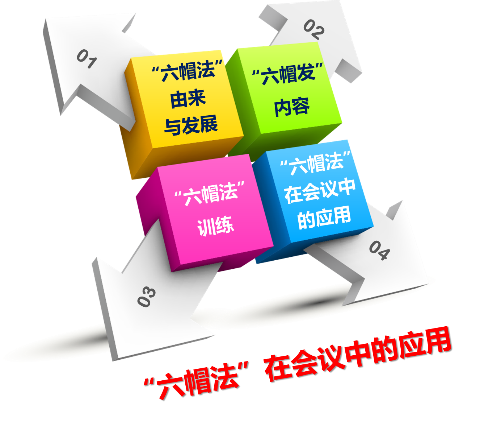 01
“六帽法”
由来
与发展
02
“六帽发”
内容
03
“六帽法”
训练
04
“六帽法”
在会议中
的应用
“六帽法”在会议中的应用